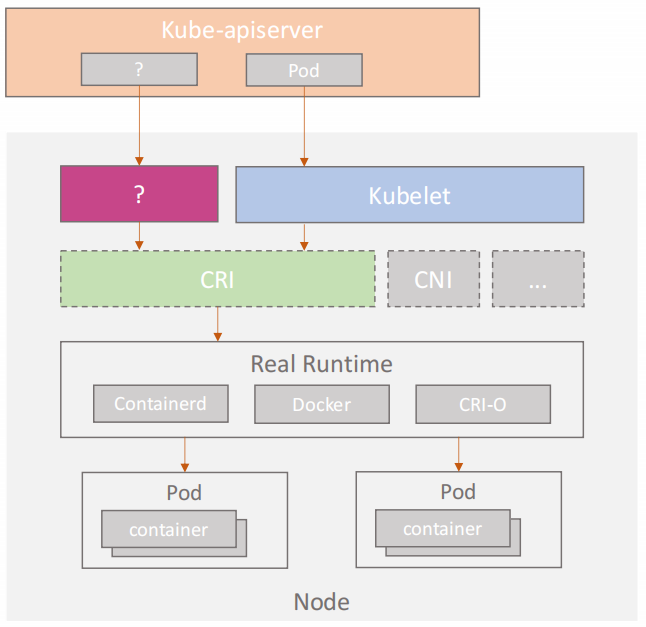 Kube-apiserver
?
Pod
?
Kubelet
CRI
CNI
...
Real Runtime
Containerd
Docker
CRI-O
Pod
container
Pod
container
Node